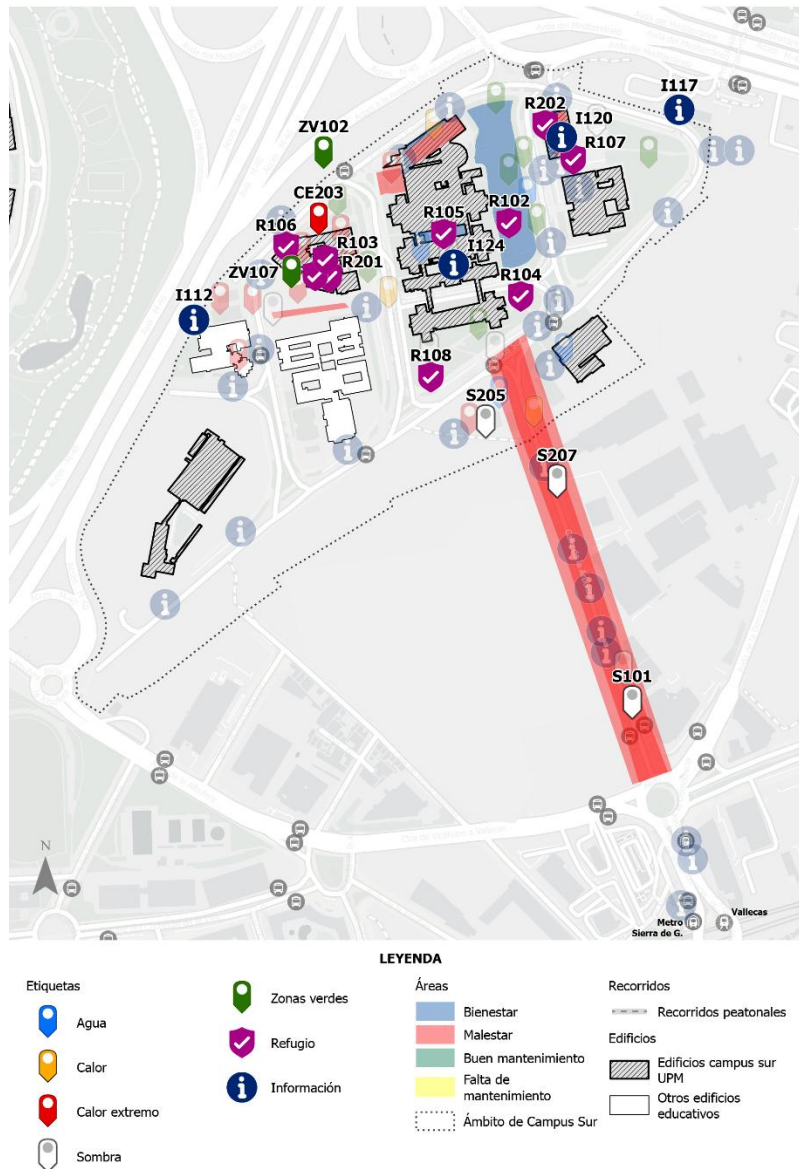 I117
R202
I120
ZV102
R107
CE203
R105
R102
R106
R103
I124
ZV107
R201
R104
I112
R108
S205
S207
S101
N
Vallecas
Metro
Sierra de G.
LEYENDA
Etiquetas
Agua
Calor
Calor extremo
Sombra
Zonas verdes
Refugio
Información
Áreas
Bienestar
Malestar
Buen mantenimiento
Falta de
mantenimiento
Ámbito de Campus Sur
Recorridos
Recorridos peatonales
Edificios
Edificios campus sur
UPM
Otros edificios
educativos